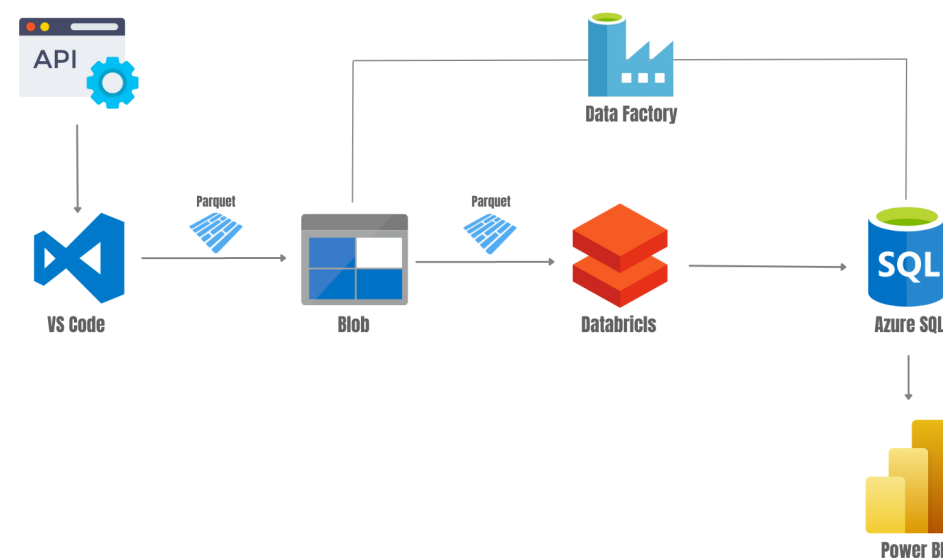 API
Data Factory
Parquet
Parquet
SQL
VS Code
Blob
Databricls
Azure SQL
Power BI